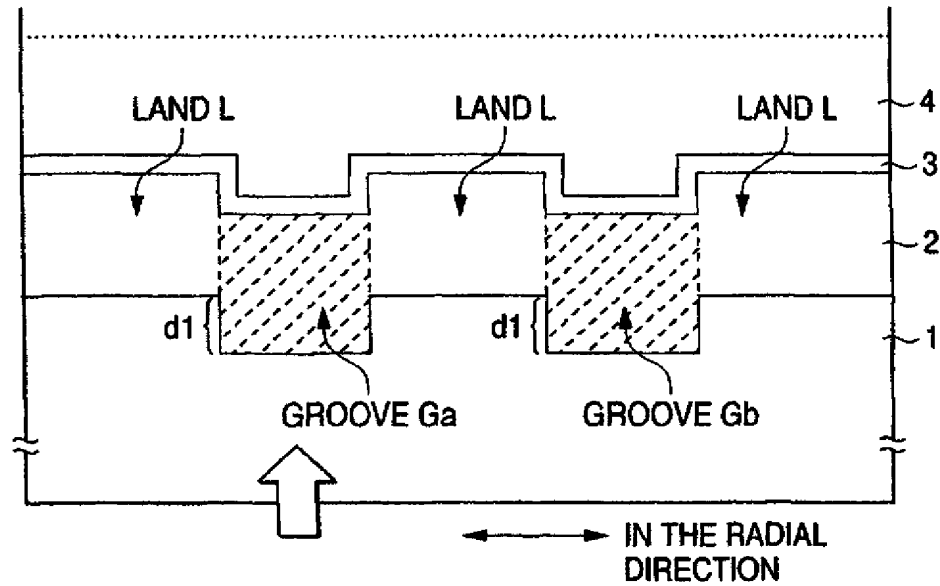 LAND L LAND L LAND L 4
3
2
d1 d1
1
GROOVE Ga GROOVE Gb
IN THE RADIAL
DIRECTION